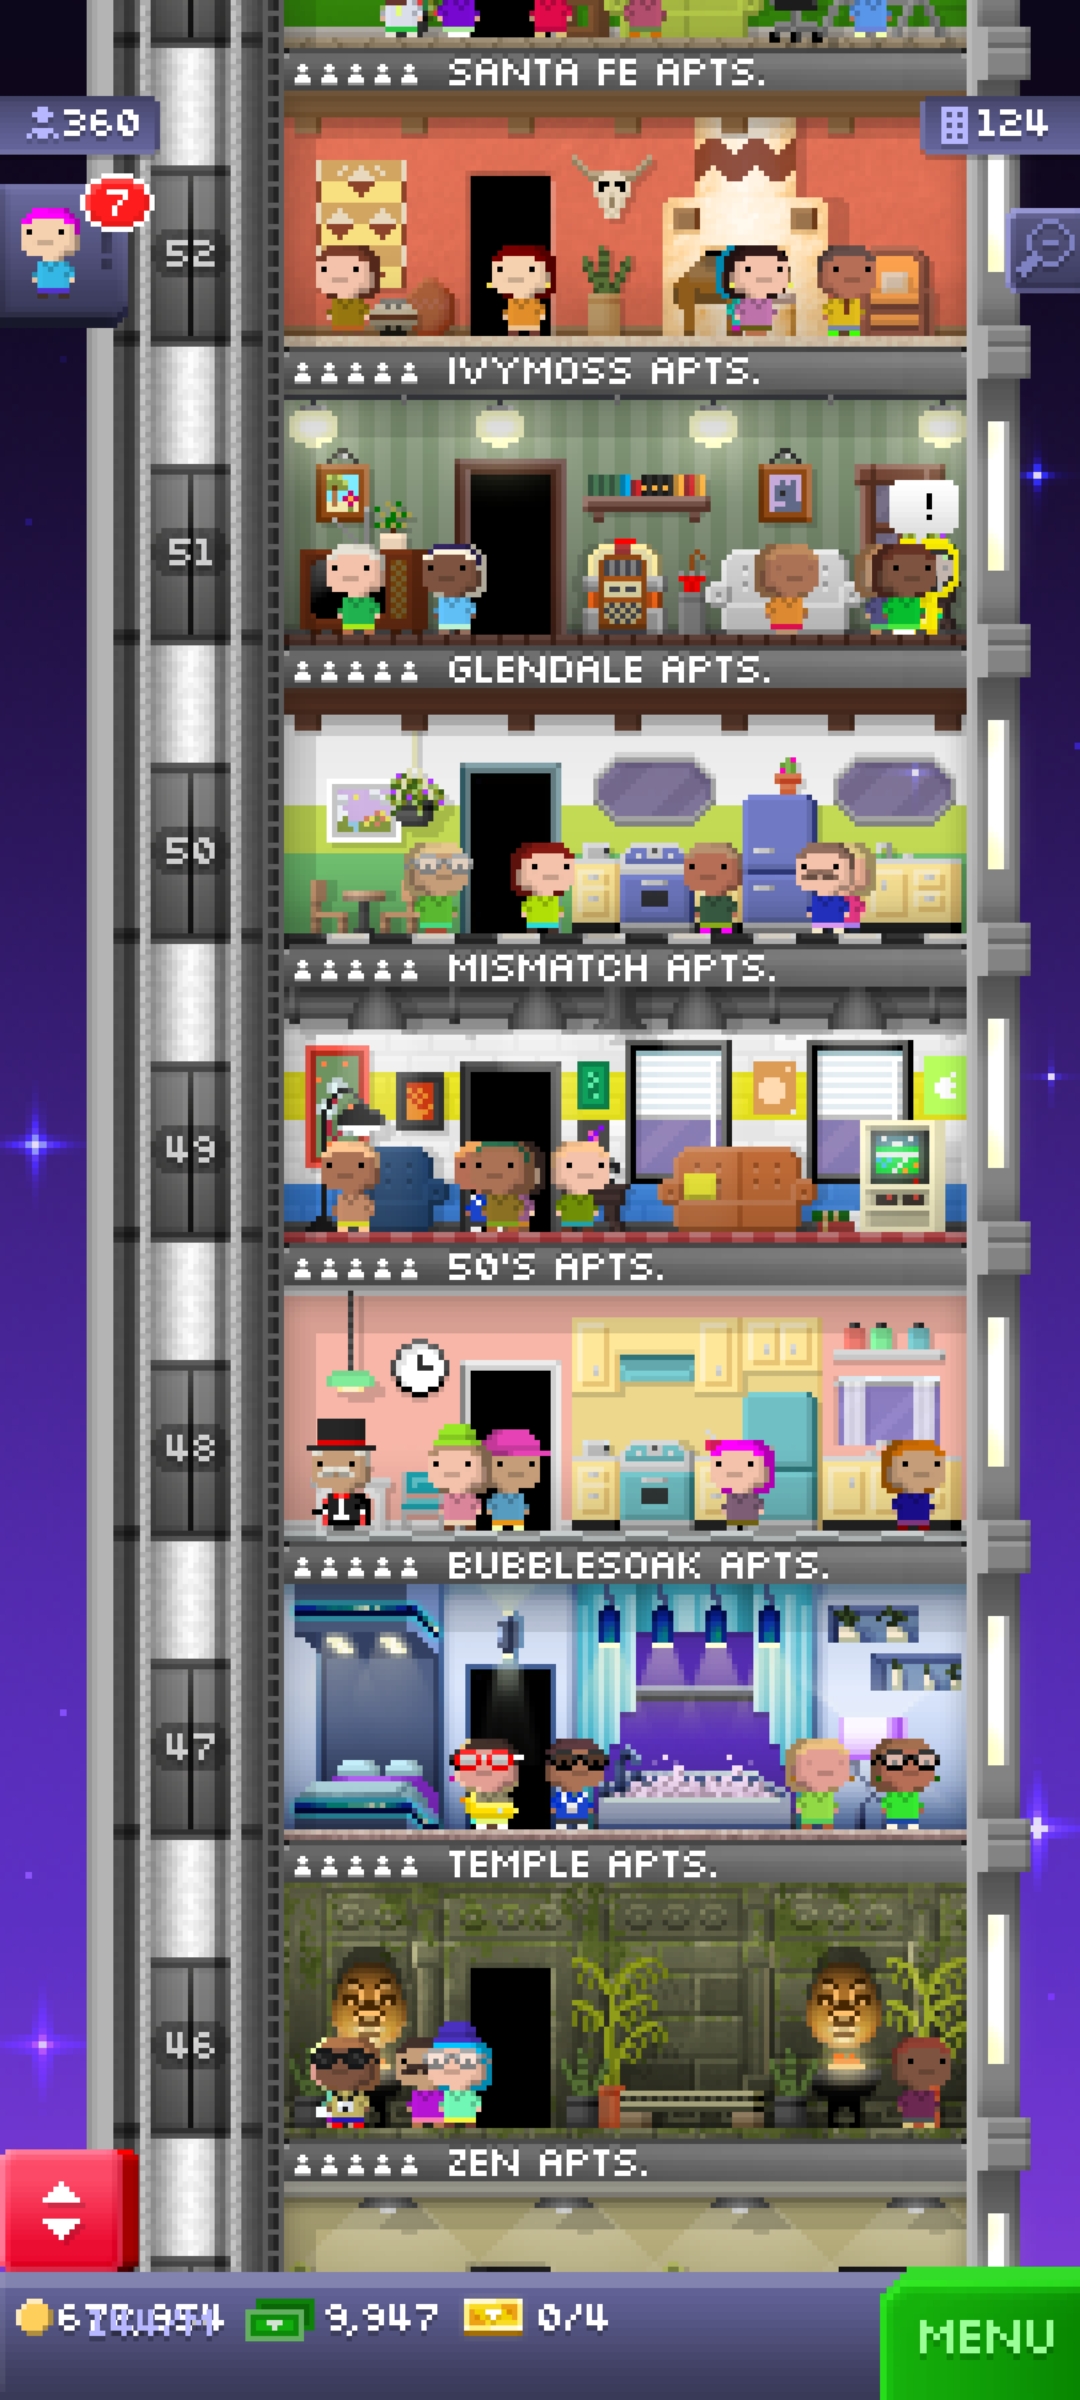 SANTA FE APTS.
360
124
7
52
IVYMOSS APTS.
!
51
GLENDALE APTS.
50
MISMATCH APTS.
49
50'S APTS.
48
BUBBLESOAK APTS.
47
TEMPLE APTS.
46
ZEN APTS.
9,947
0/4
MENU